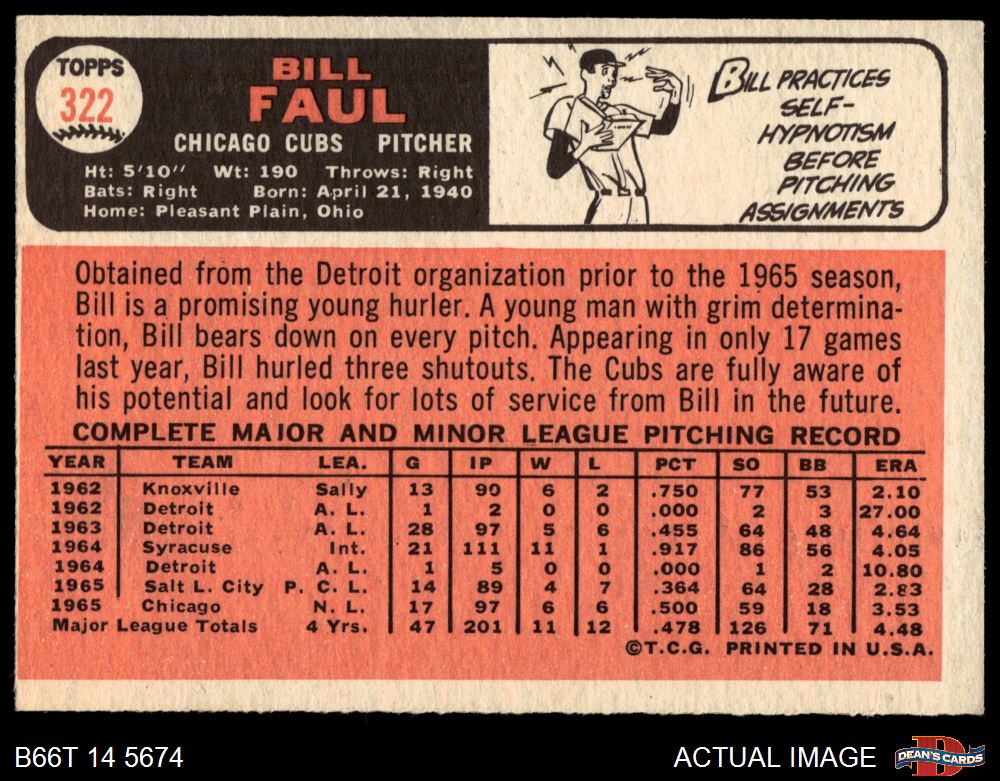 TOPPS
322
BILL
FAUL
CHICAGO CUBS PITCHER
Ht: 5'10" Wt: 190 Throws: Right
Bats: Right Born: April 21, 1940
Home: Pleasant Plain, Ohio
BILL PRACTICES
SELF-
HYPNOTISM
BEFORE
PITCHING
ASSIGNMENTS
Obtained from the Detroit organization prior to the 1965 season,
Bill is a promising young hurler. A young man with grim determina-
tion, Bill bears down on every pitch. Appearing in only 17 games
last year, Bill hurled three shutouts. The Cubs are fully aware of
his potential and look for lots of service from Bill in the future.
COMPLETE MAJOR AND MINOR LEAGUE PITCHING RECORD
YEAR TEAM LEA. G IP W L PCT SO BB ERA
1962 Knoxville Sally 13 90 6 2 .750 77 53 2.10
1962 Detroit A. L. 1 2 0 0 .000 2 3 27.00
1963 Detroit A. L. 28 97 5 6 .455 64 48 4.64
1964 Syracuse Int. 21 111 11 1 .917 86 56 4.05
1964 Detroit A. L. 1 5 0 0 .000 1 2 10.80
1965 Salt L. City P. C. L. 14 89 4 7 .364 64 28 2.83
1965 Chicago N. L. 17 97 6 6 .500 59 18 3.53
Major League Totals 4 Yrs. 47 201 11 12 .478 126 71 4.48
©T.C.G. PRINTED IN U.S.A.
B66T 14 5674
ACTUAL IMAGE
D
DEAN'S CARDS